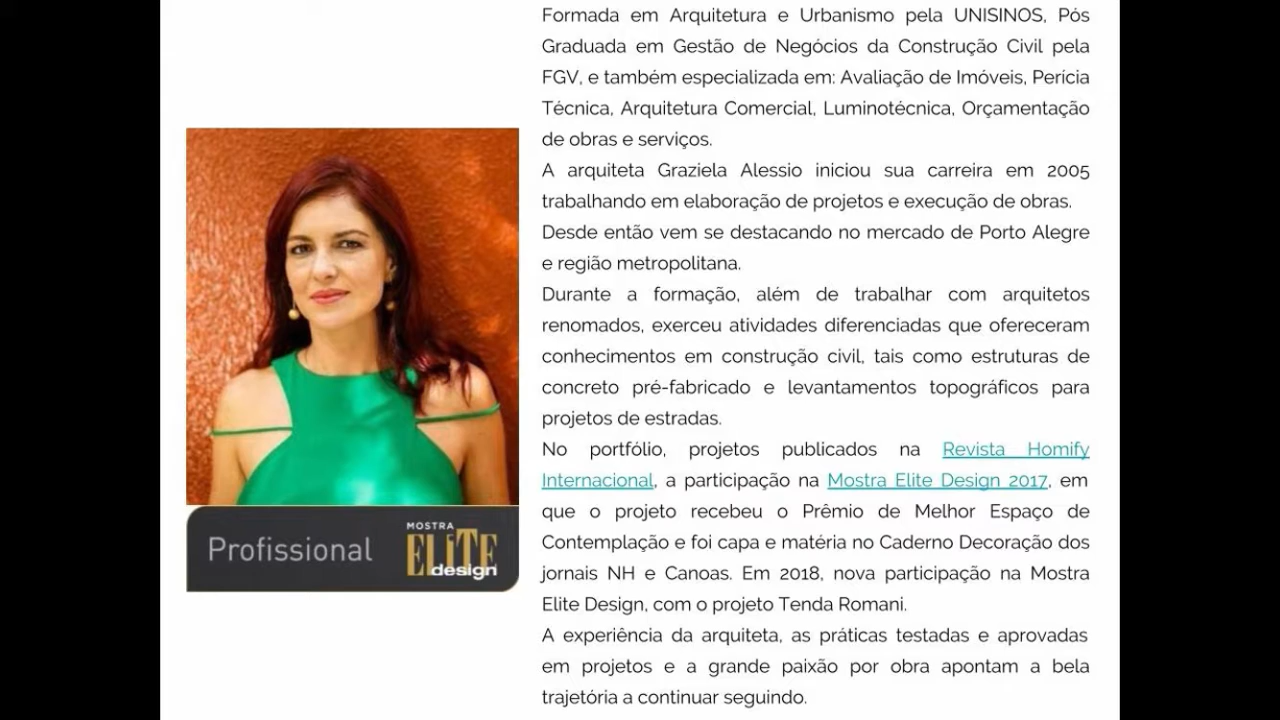 Formada em Arquitetura e Urbanismo pela UNISINOS, Pós
Graduada em Gestão de Negócios da Construção Civil pela
FGV, e também especializada em: Avaliação de Imóveis, Perícia
Técnica, Arquitetura Comercial, Luminotécnica, Orçamentação
de obras e serviços.
A arquiteta Graziela Alessio iniciou sua carreira em 2005
trabalhando em elaboração de projetos e execução de obras.
Desde então vem se destacando no mercado de Porto Alegre
e região metropolitana.
Durante a formação, além de trabalhar com arquitetos
renomados, exerceu atividades diferenciadas que ofereceram
conhecimentos em construção civil, tais como estruturas de
concreto pré-fabricado e levantamentos topográficos para
projetos de estradas.
No portfólio, projetos publicados na Revista Homify
Internacional, a participação na Mostra Elite Design 2017, em
que o projeto recebeu o Prêmio de Melhor Espaço de
Contemplação e foi capa e matéria no Caderno Decoração dos
jornais NH e Canoas. Em 2018, nova participação na Mostra
Elite Design, com o projeto Tenda Romani.
A experiência da arquiteta, as práticas testadas e aprovadas
em projetos e a grande paixão por obra apontam a bela
trajetória a continuar seguindo.
Profissional
MOSTRA
ELITE
design